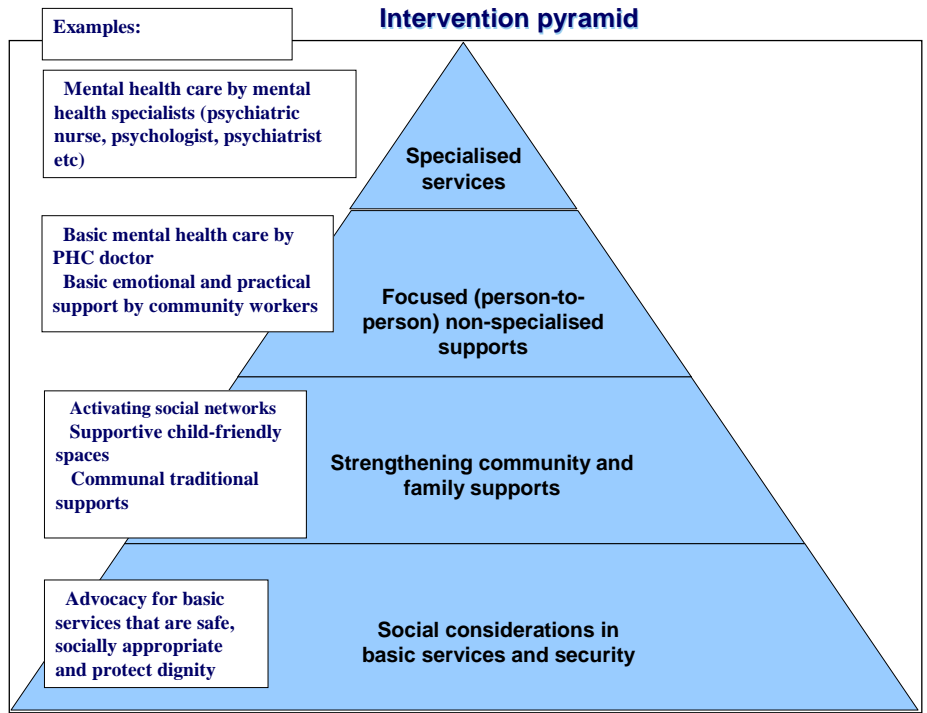 Intervention pyramid
Examples:
Mental health care by mental
health specialists (psychiatric
nurse, psychologist, psychiatrist
etc)
Specialised
services
Basic mental health care by
PHC doctor
Basic emotional and practical
support by community workers
Focused (person-to-
person) non-specialised
supports
Activating social networks
Supportive child-friendly
spaces
Communal traditional
supports
Strengthening community and
family supports
Advocacy for basic
services that are safe,
socially appropriate
and protect dignity
Social considerations in
basic services and security